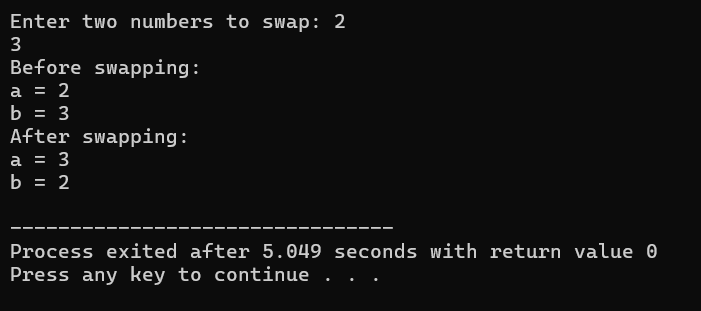 Enter two numbers to swap: 2
3
Before swapping:
a = 2
b = 3
After swapping:
a = 3
b = 2
--------------------------------
Process exited after 5.049 seconds with return value 0
Press any key to continue . . .